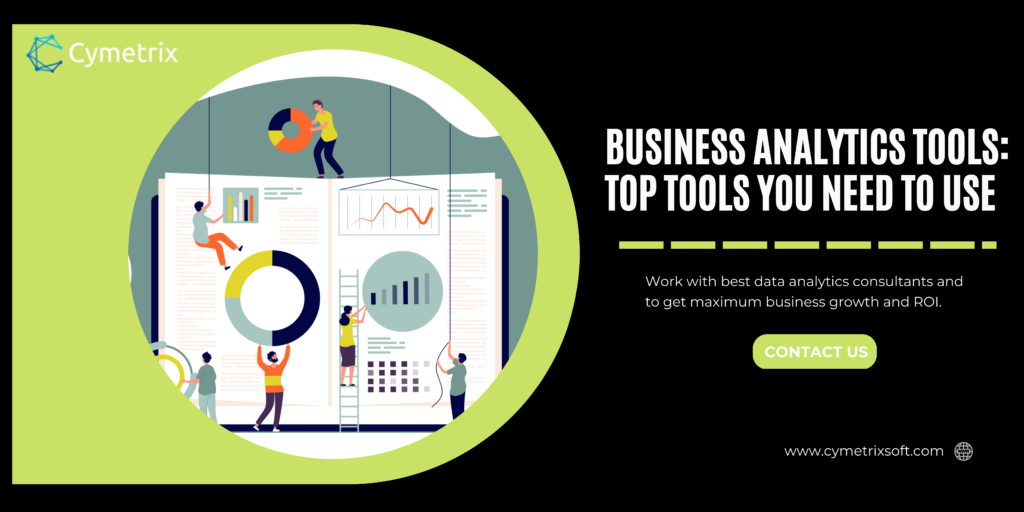 Cymetrix
BUSINESS ANALYTICS TOOLS:
TOP TOOLS YOU NEED TO USE
Work with best data analytics consultants and
to get maximum business growth and ROI.
CONTACT US
www.cymetrixsoft.com